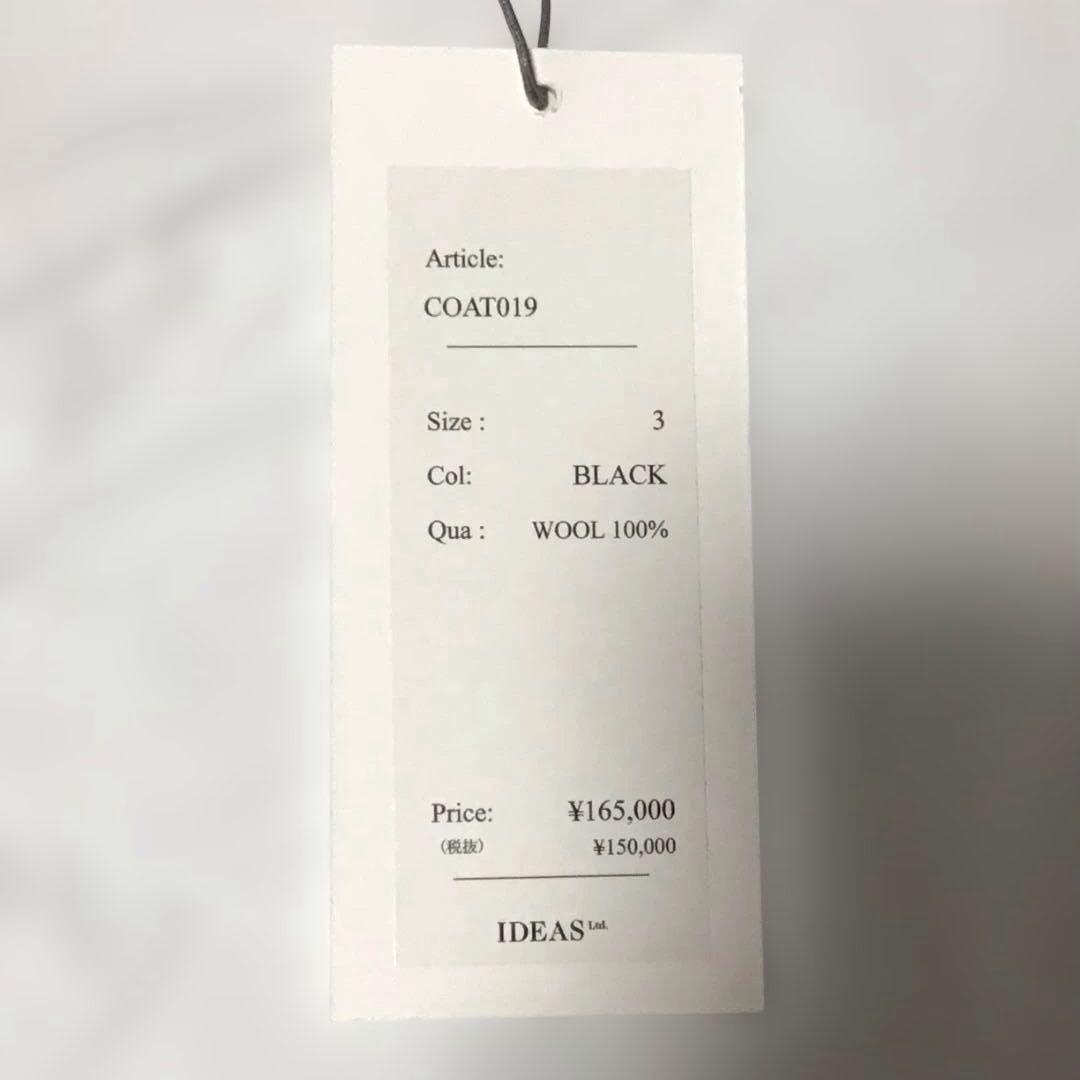 Article:
COAT019
Size : 3
Col: BLACK
Qua : WOOL 100%
Price: ¥165,000
(税抜) ¥150,000
IDEAS Ltd.